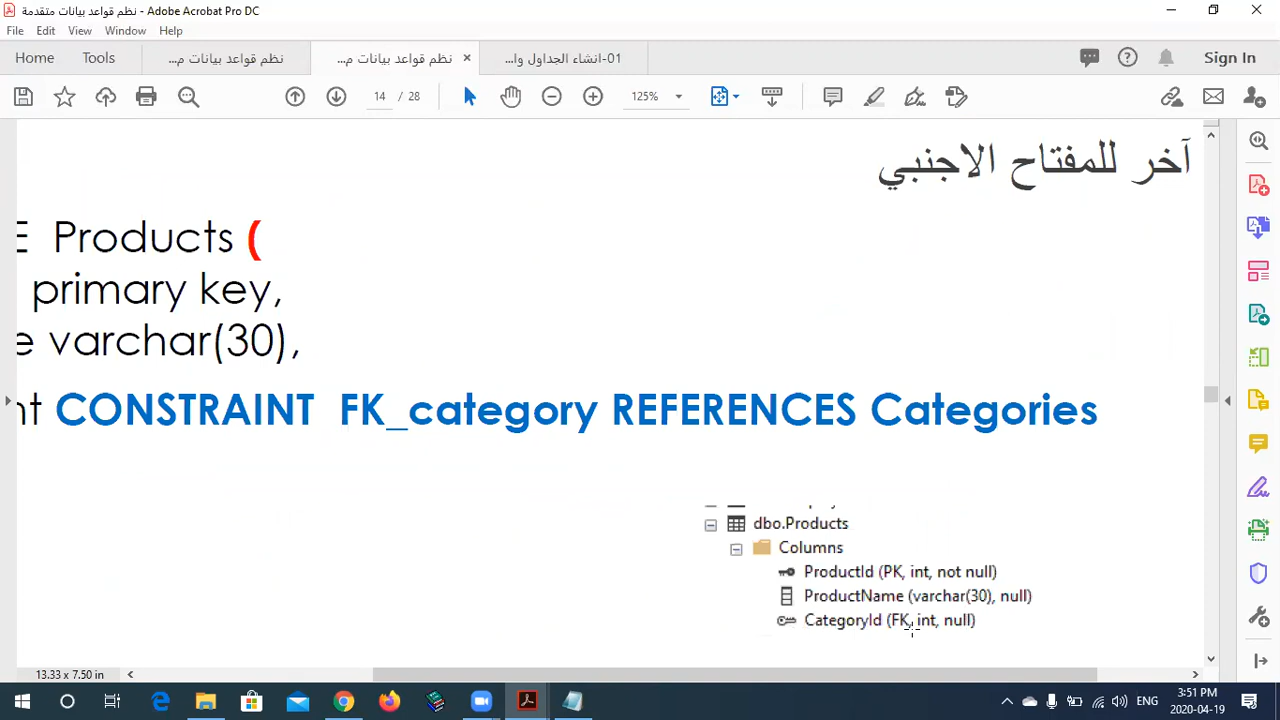 نظم قواعد بيانات متقدمة - Adobe Acrobat Pro DC
File Edit View Window Help
Home Tools نظم قواعد بيانات م... نظم قواعد بيانات م... × 01-انشاء الجداول وا... Sign In
14 / 28 125%
آخر للمفتاح الاجنبي
E Products (
primary key,
e varchar(30),
nt CONSTRAINT FK_category REFERENCES Categories
dbo.Products
Columns
ProductId (PK, int, not null)
ProductName (varchar(30), null)
CategoryId (FK, int, null)
13.33 x 7.50 in
ENG
3:51 PM
2020-04-19